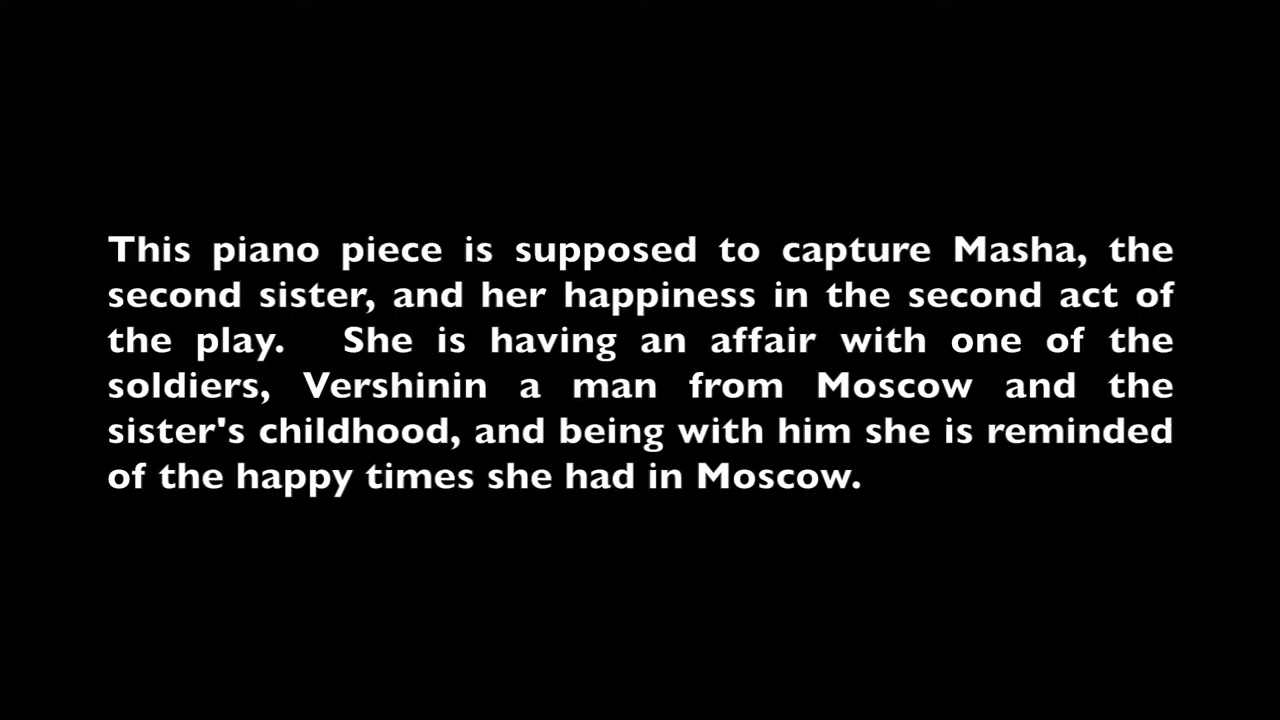 This piano piece is supposed to capture Masha, the
second sister, and her happiness in the second act of
the play. She is having an affair with one of the
soldiers, Vershinin a man from Moscow and the
sister's childhood, and being with him she is reminded
of the happy times she had in Moscow.